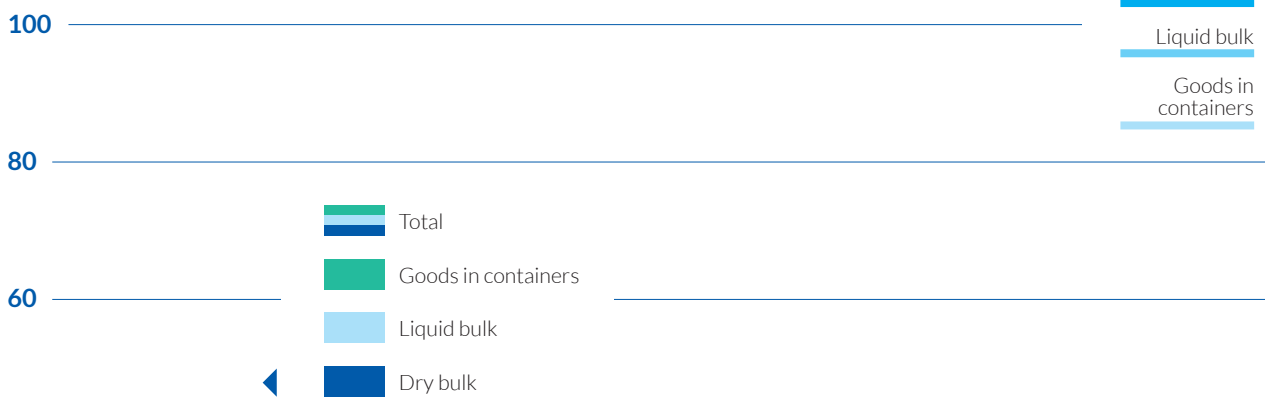 100
Liquid bulk
Goods in
containers
80
Total
Goods in containers
60
Liquid bulk
Dry bulk